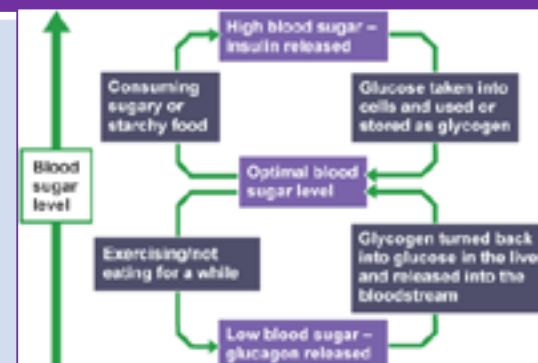 High blood sugar –
insulin released
Consuming
sugary or
starchy food
Glucose taken into
cells and used or
stored as glycogen
Blood
sugar
level
Optimal blood
sugar level
Exercising/not
eating for a while
Glycogen turned back
into glucose in the live
and released into the
bloodstream
Low blood sugar –
glucagon released